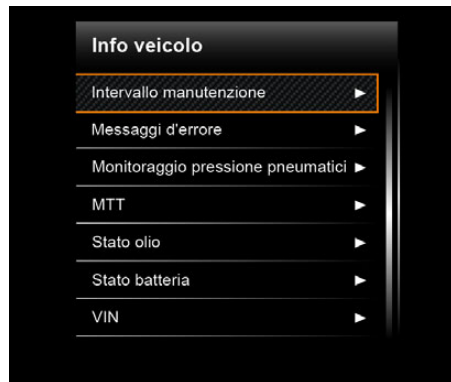 Info veicolo
Intervallo manutenzione
Messaggi d'errore
Monitoraggio pressione pneumatici
MTT
Stato olio
Stato batteria
VIN